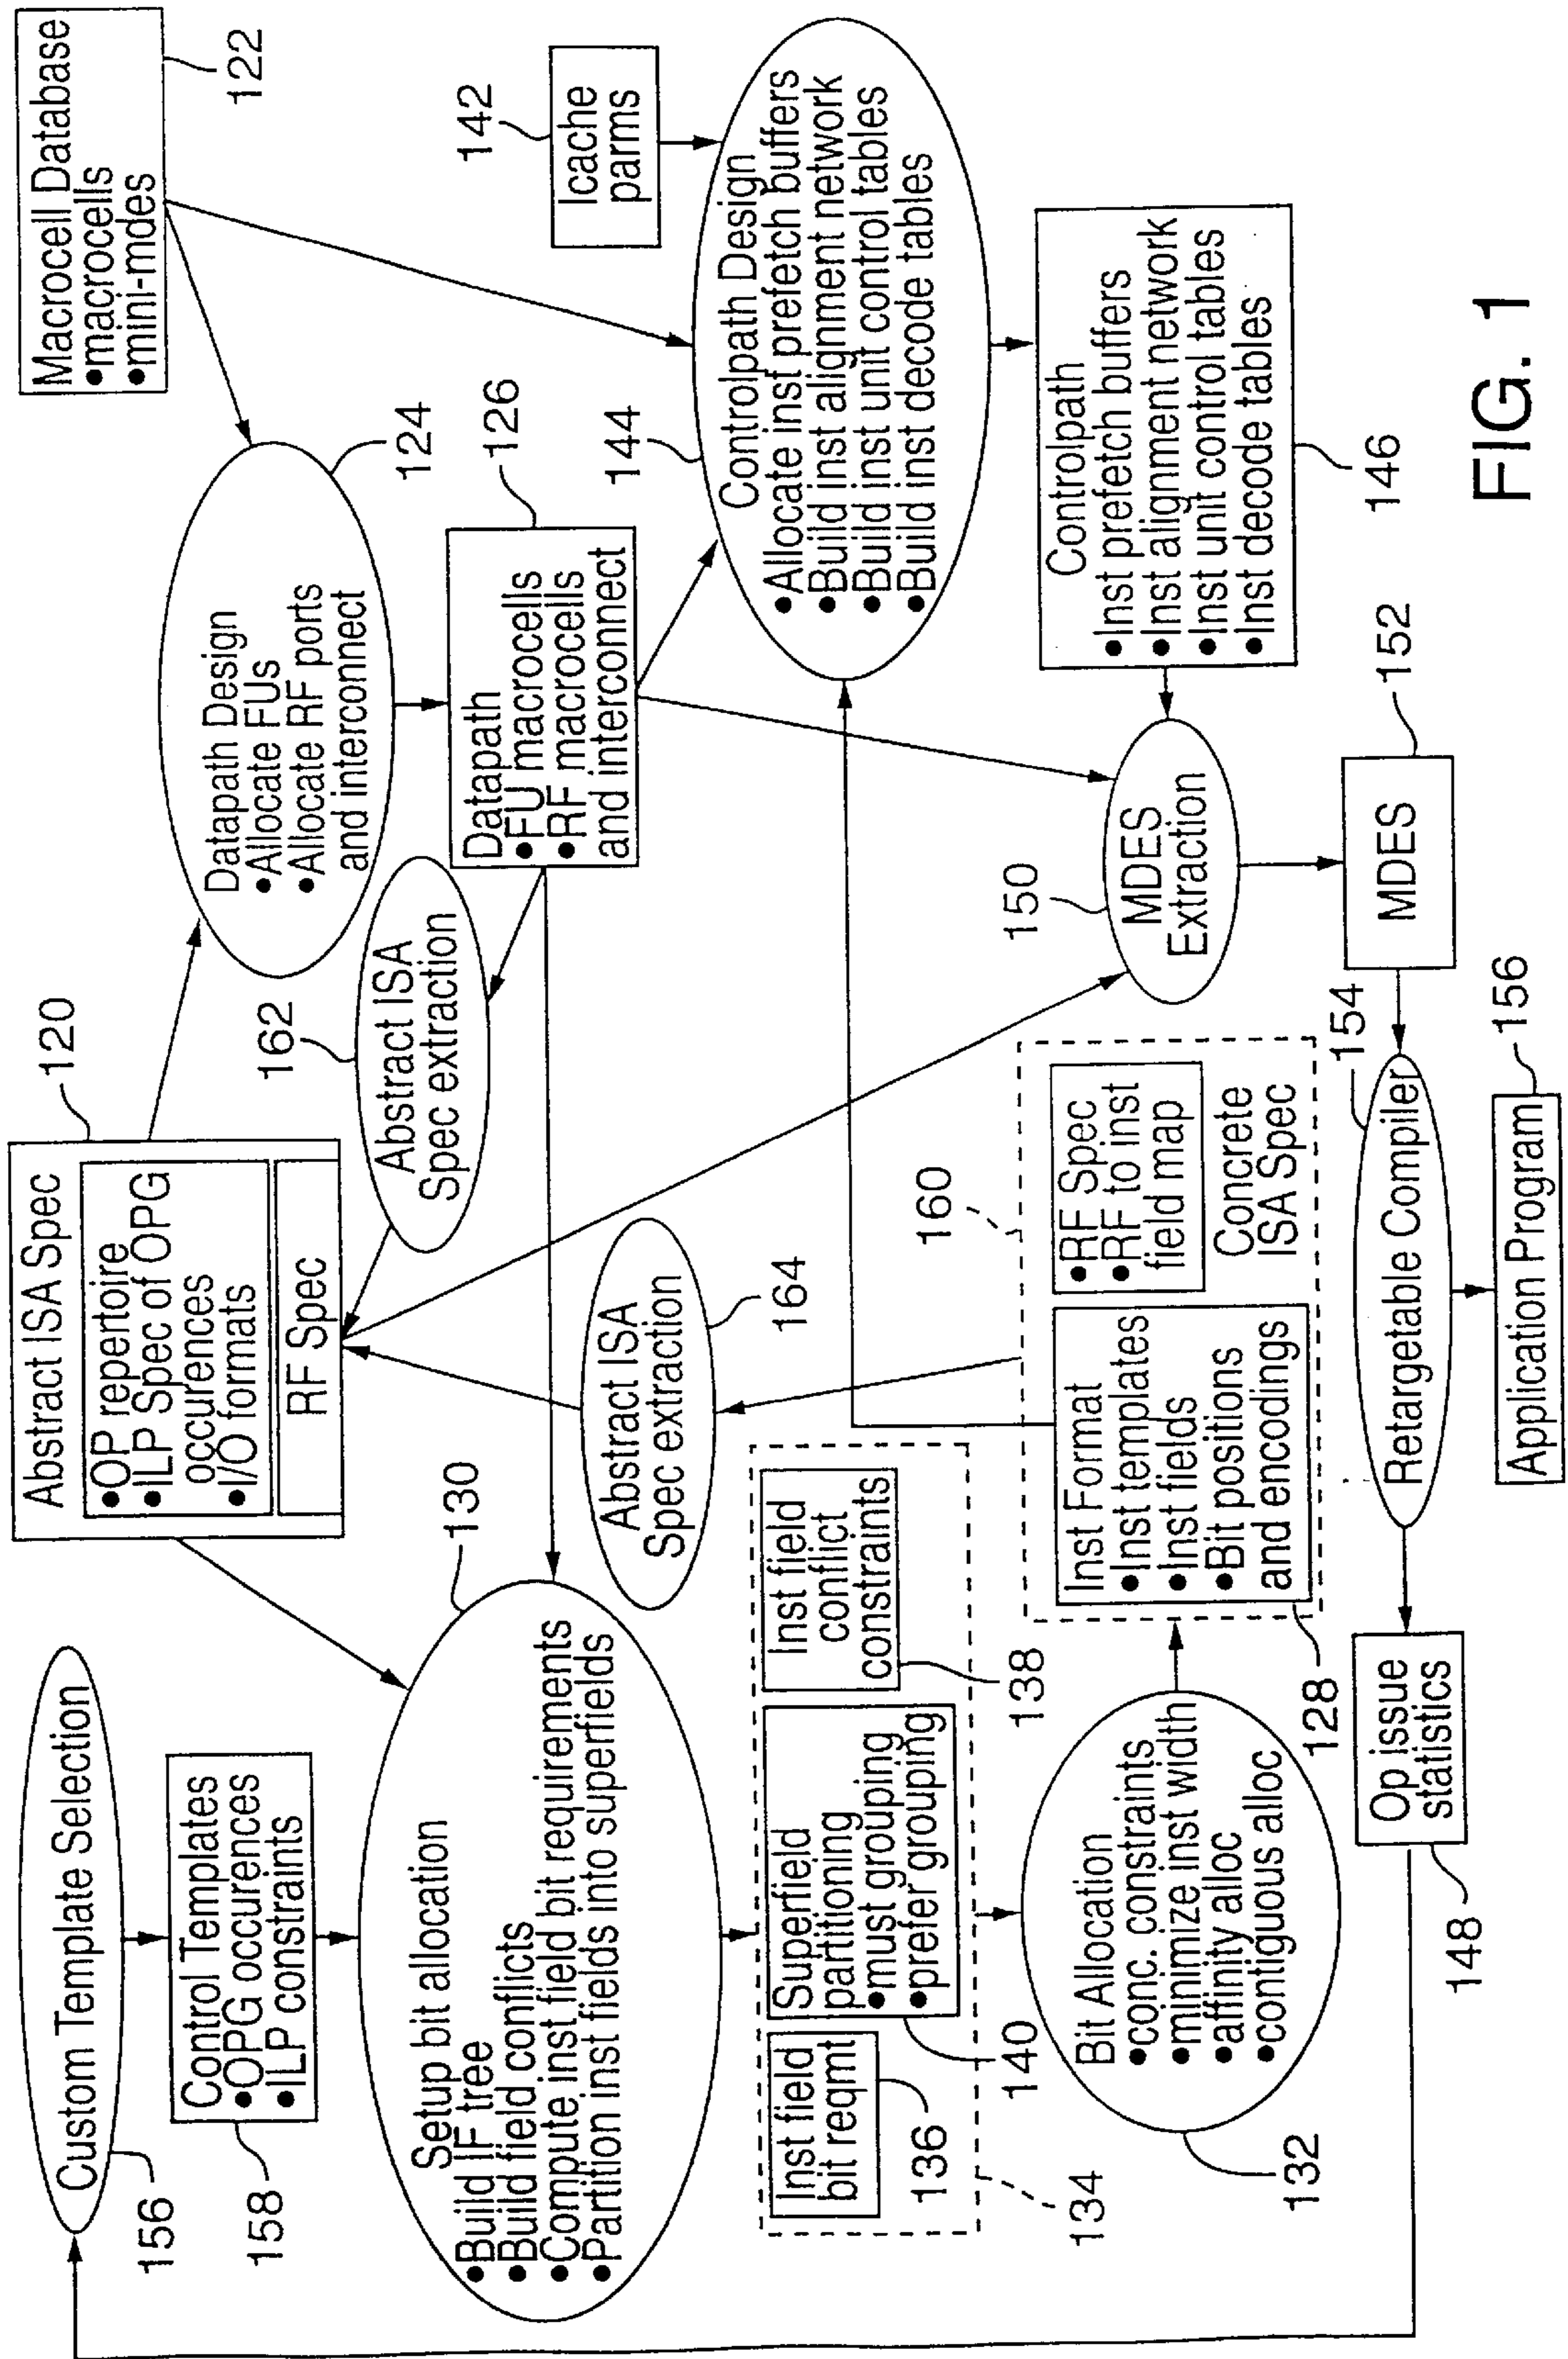 Custom Template Selection
156
Control Templates
•OPG occurences
•ILP constraints
158
Abstract ISA Spec
•OP repertoire
•ILP Spec of OPG
occurences
•I/O formats
RF Spec
120
Macrocell Database
•macrocells
•mini-mdes
122
Datapath Design
•Allocate FUs
•Allocate RF ports
and interconnect
124
Datapath
•FU macrocells
•RF macrocells
and interconnect
126
Abstract ISA
Spec extraction
162
Setup bit allocation
•Build IF tree
•Build field conflicts
•Compute inst field bit requirements
•Partition inst fields into superfields
130
Abstract ISA
Spec extraction
164
Icache
parms
142
Controlpath Design
•Allocate inst prefetch buffers
•Build inst alignment network
•Build inst unit control tables
•Build inst decode tables
144
Inst field
bit reqmt
136
Superfield
partitioning
•must grouping
•prefer grouping
140
Inst field
conflict
constraints
138
134
Bit Allocation
•conc. constraints
•minimize inst width
•affinity alloc
•contiguous alloc
132
Inst Format
•Inst templates
•Inst fields
•Bit positions
and encodings
128
•RF Spec
•RF to inst
field map
Concrete
ISA Spec
160
Controlpath
•Inst prefetch buffers
•Inst alignment network
•Inst unit control tables
•Inst decode tables
146
MDES
Extraction
150
MDES
152
Retargetable Compiler
154
Op issue
statistics
148
Application Program
156
FIG. 1